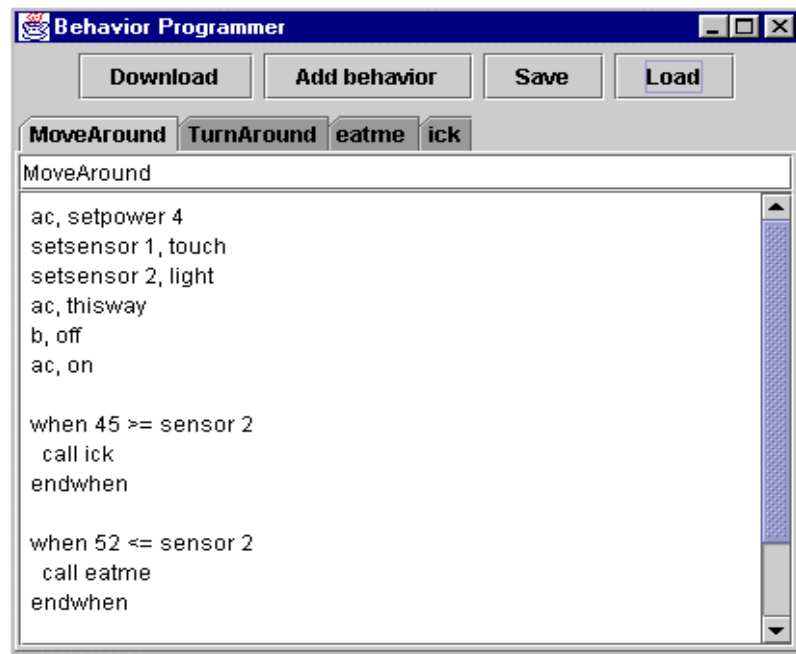 Behavior Programmer
Download Add behavior Save Load
MoveAround TurnAround eatme ick
MoveAround
ac, setpower 4
setsensor 1, touch
setsensor 2, light
ac, thisway
b, off
ac, on
when 45 >= sensor 2
call ick
endwhen
when 52 <= sensor 2
call eatme
endwhen